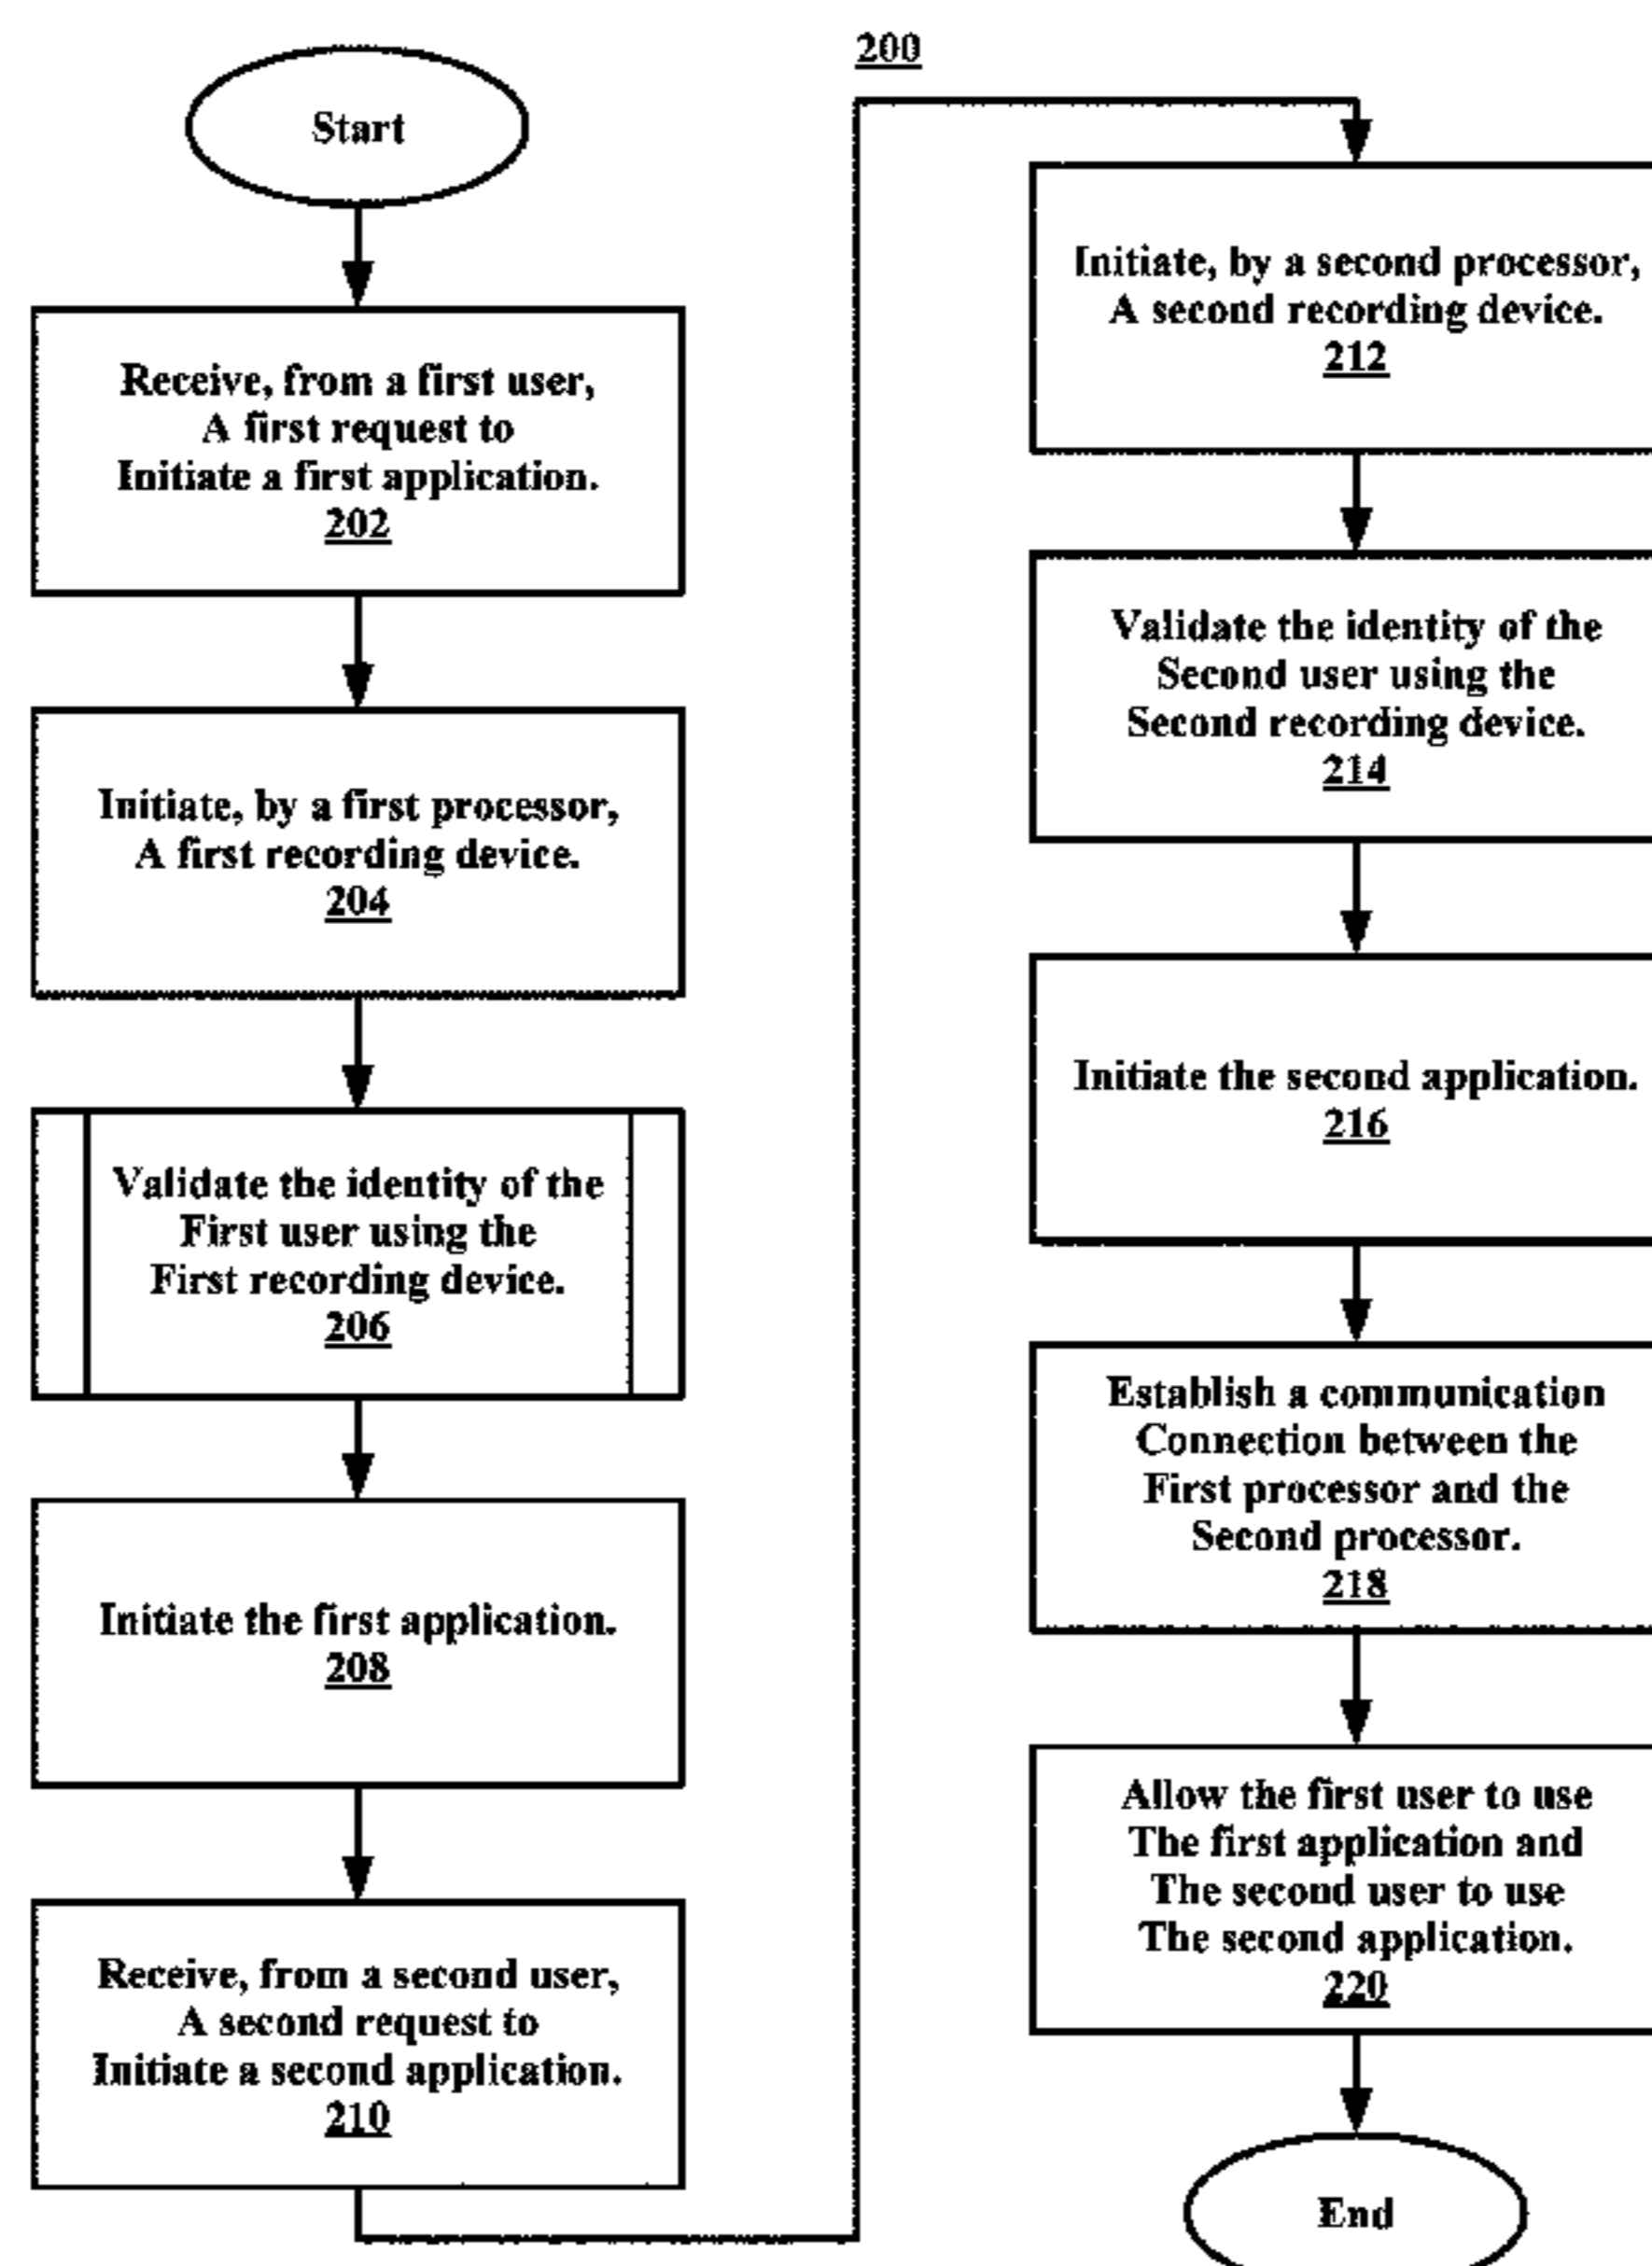 200
Start
Receive, from a first user,
A first request to
Initiate a first application.
202
Initiate, by a first processor,
A first recording device.
204
Validate the identity of the
First user using the
First recording device.
206
Initiate the first application.
208
Receive, from a second user,
A second request to
Initiate a second application.
210
Initiate, by a second processor,
A second recording device.
212
Validate the identity of the
Second user using the
Second recording device.
214
Initiate the second application.
216
Establish a communication
Connection between the
First processor and the
Second processor.
218
Allow the first user to use
The first application and
The second user to use
The second application.
220
End